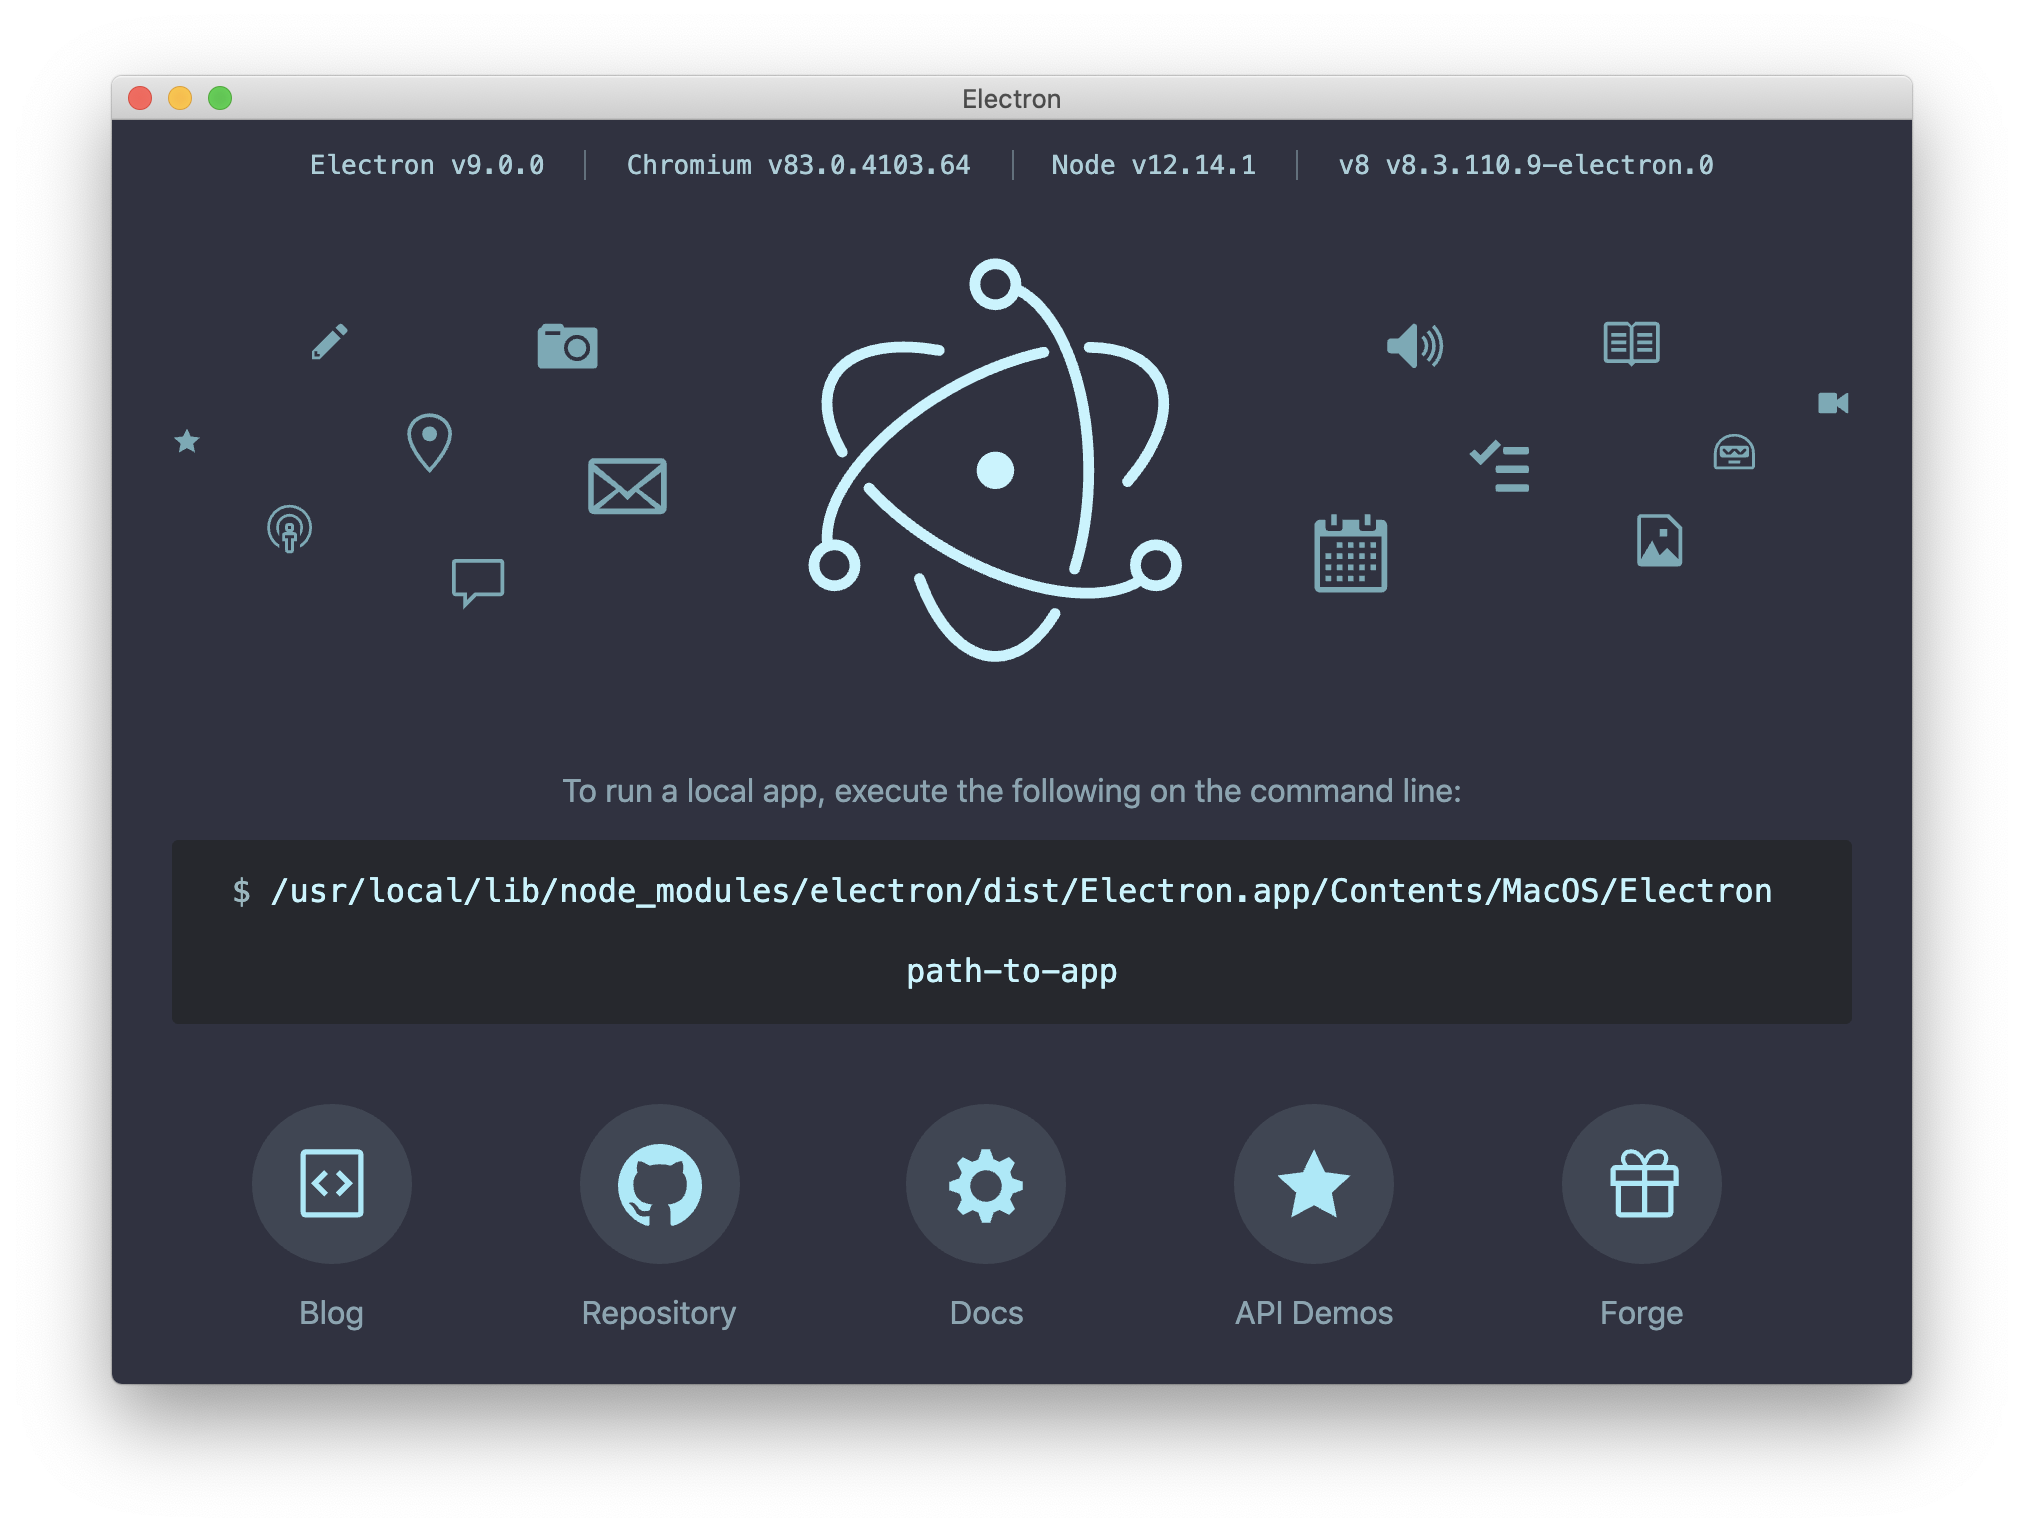 Electron
Electron v9.0.0 | Chromium v83.0.4103.64 | Node v12.14.1 | v8 v8.3.110.9-electron.0
To run a local app, execute the following on the command line:
$ /usr/local/lib/node_modules/electron/dist/Electron.app/Contents/MacOS/Electron
path-to-app
Blog Repository Docs API Demos Forge